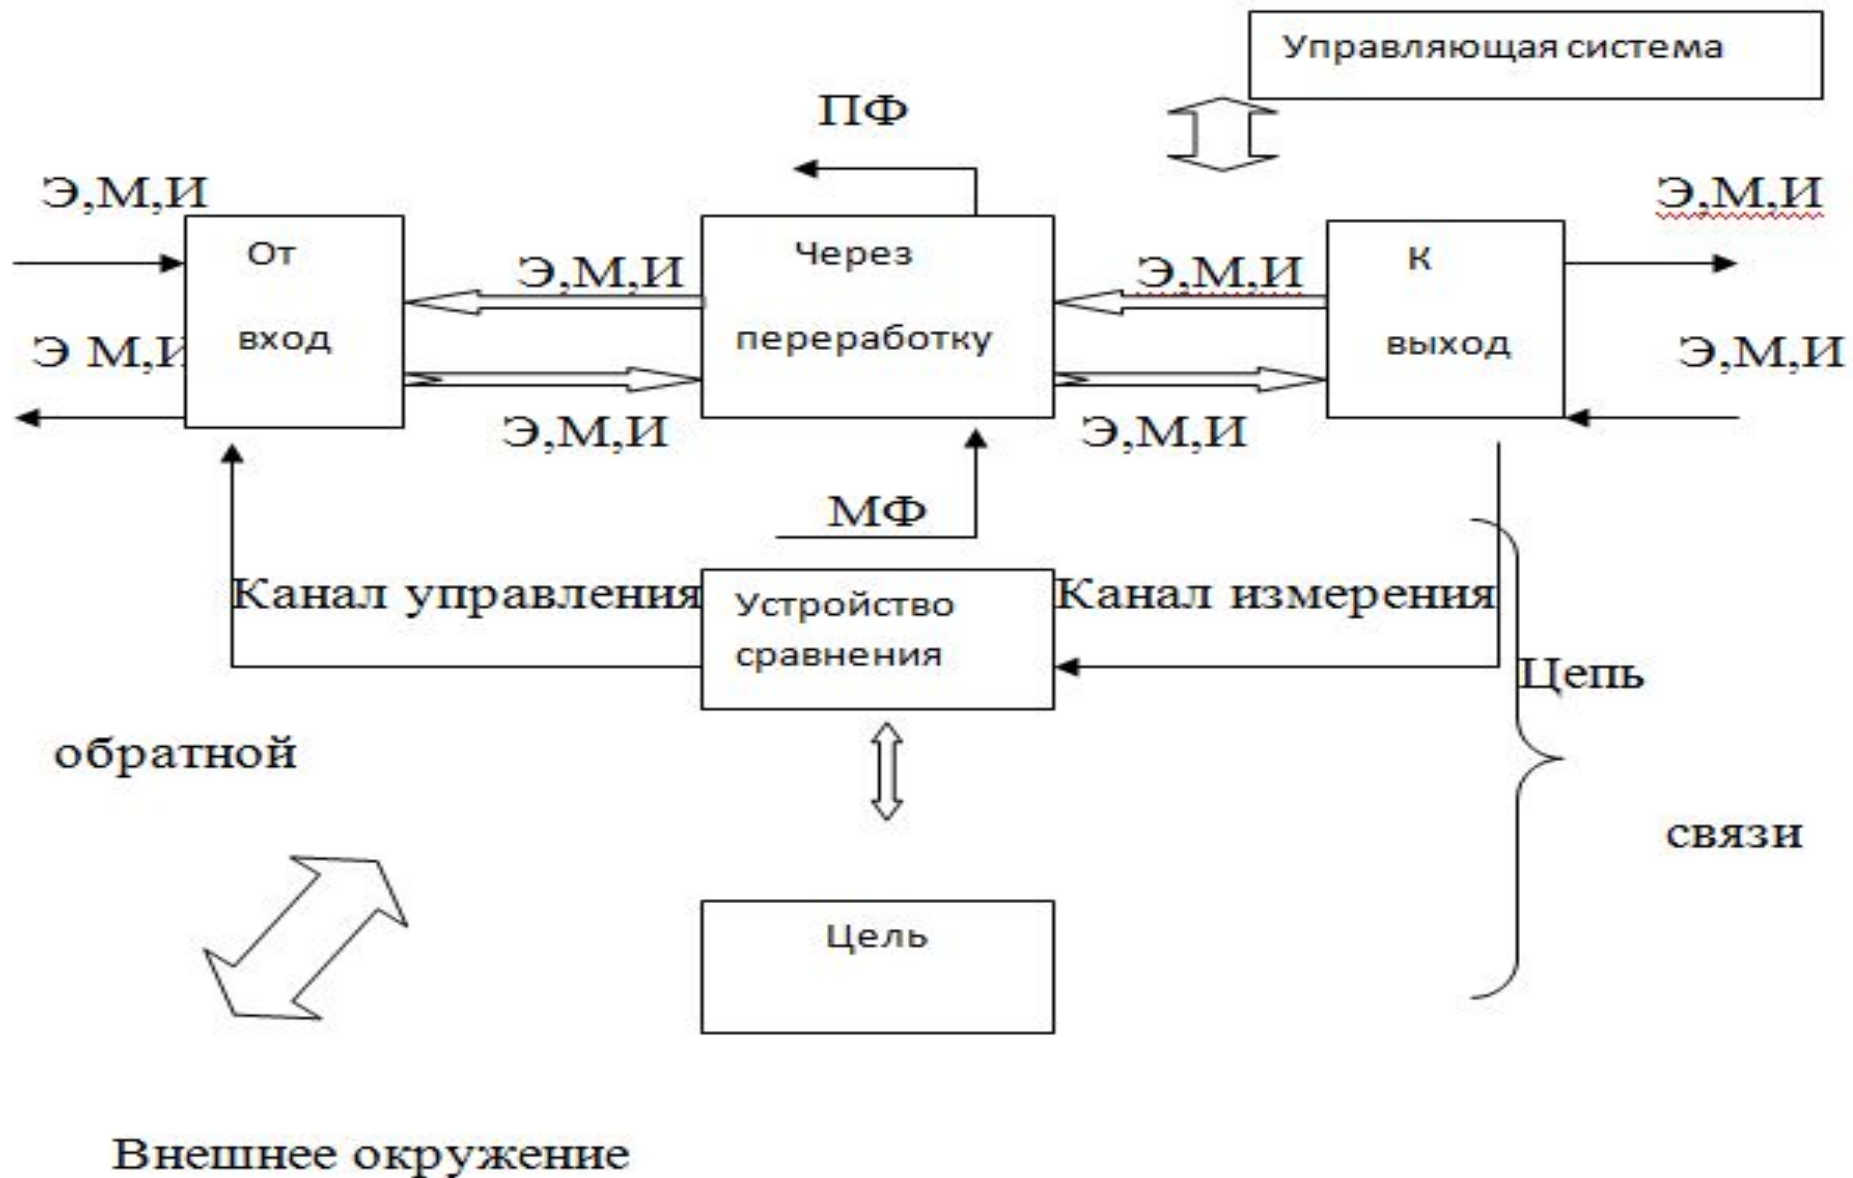 Управляющая система
ПФ
Э,М,И
Э,М,И
От
Через
К
Э,М,И
Э,М,И
вход
переработку
выход
Э М,И
Э,М,И
Э,М,И
Э,М,И
МФ
Канал управления
Устройство
сравнения
Канал измерения
Цепь
обратной
связи
Цель
Внешнее окружение